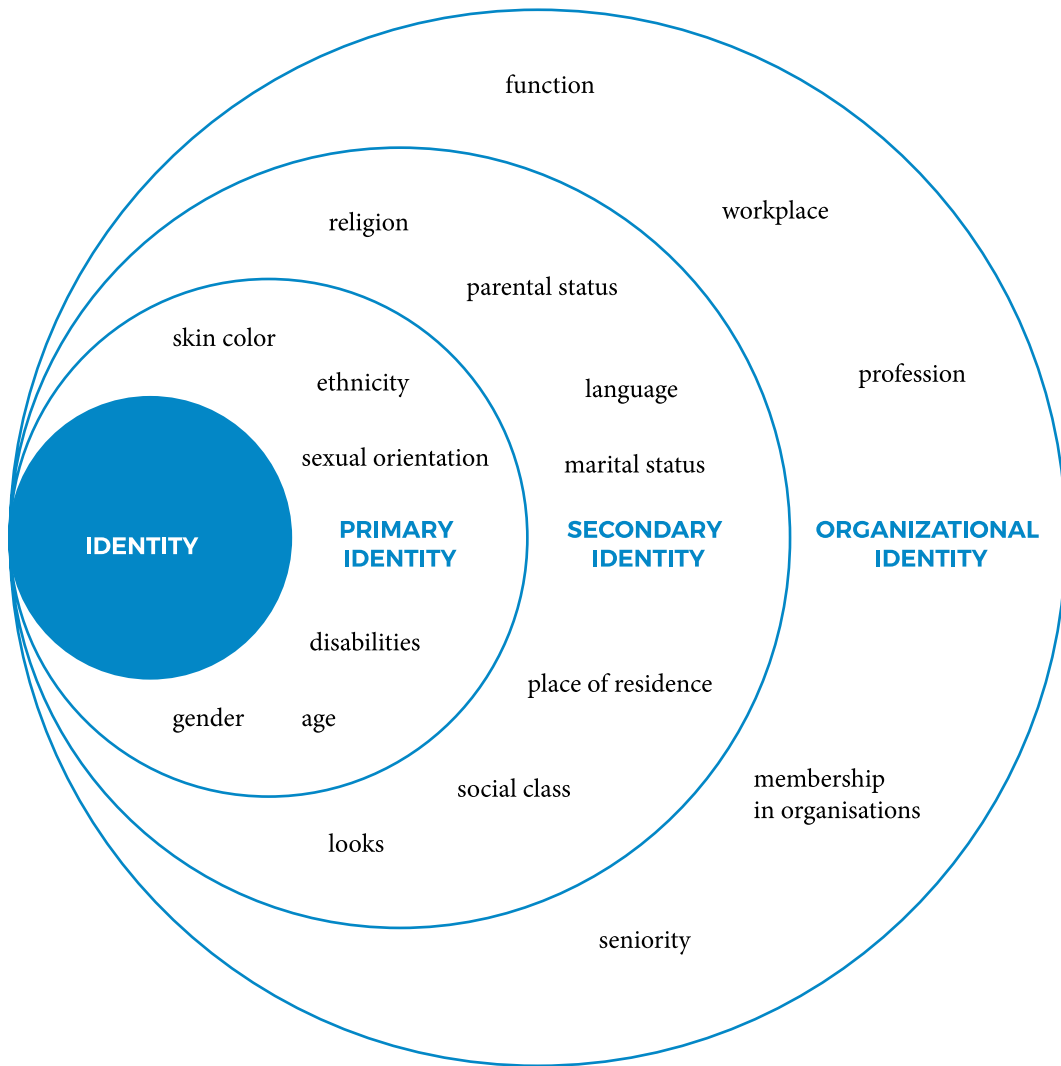 function
workplace
religion
parental status
skin color
ethnicity
language
profession
sexual orientation
marital status
IDENTITY
PRIMARY
IDENTITY
SECONDARY
IDENTITY
ORGANIZATIONAL
IDENTITY
disabilities
place of residence
gender
age
social class
membership
in organisations
looks
seniority